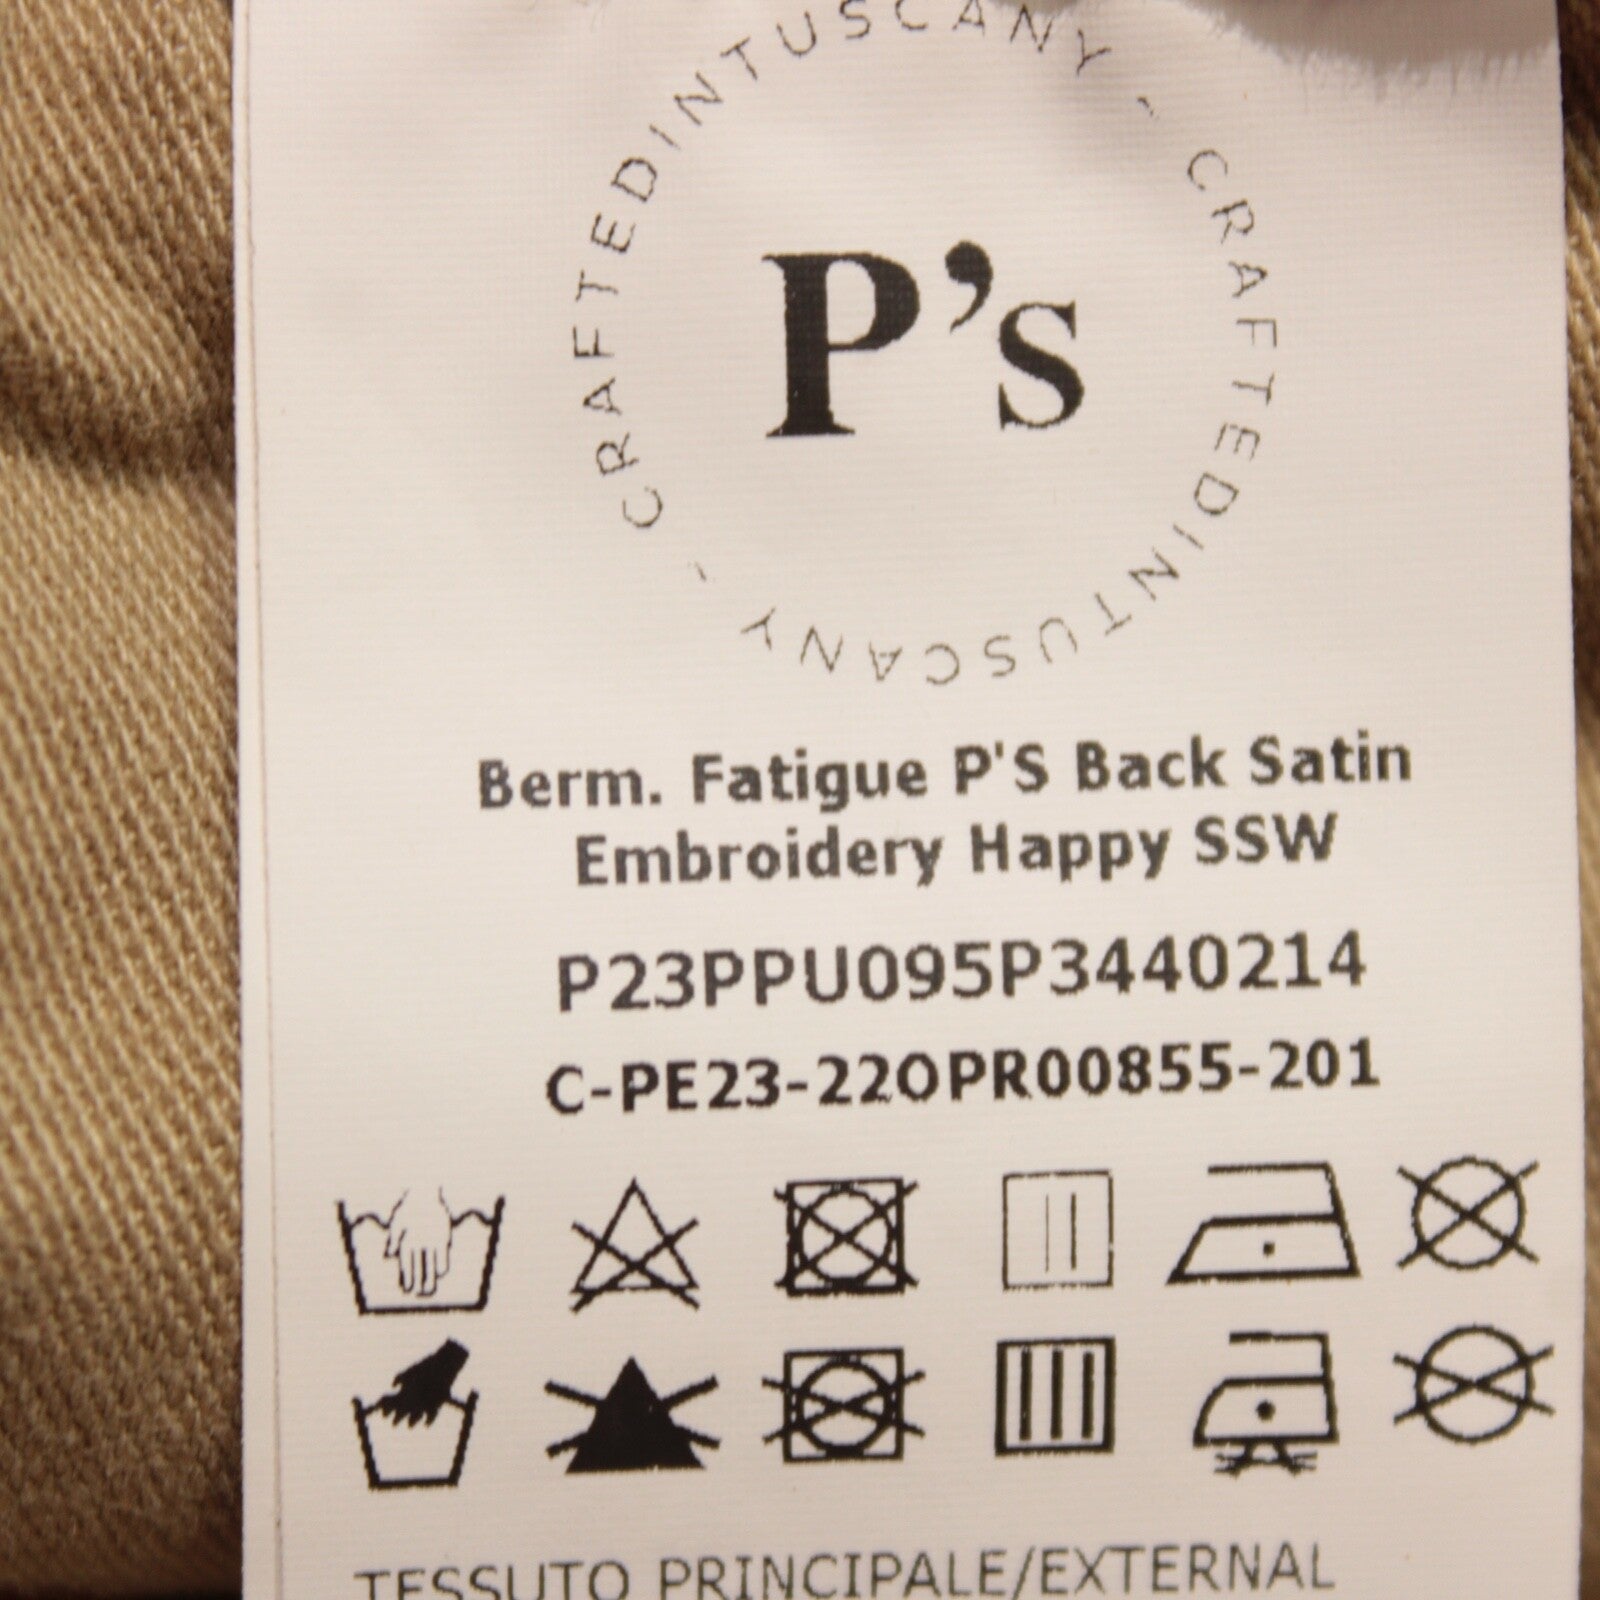 CRAFTEDINTUSCANY - CRAFTEDINTUSCANY -
P's
Berm. Fatigue P'S Back Satin
Embroidery Happy SSW
P23PPU095P3440214
C-PE23-22OPR00855-201
TESSUTO PRINCIPALE/EXTERNAL